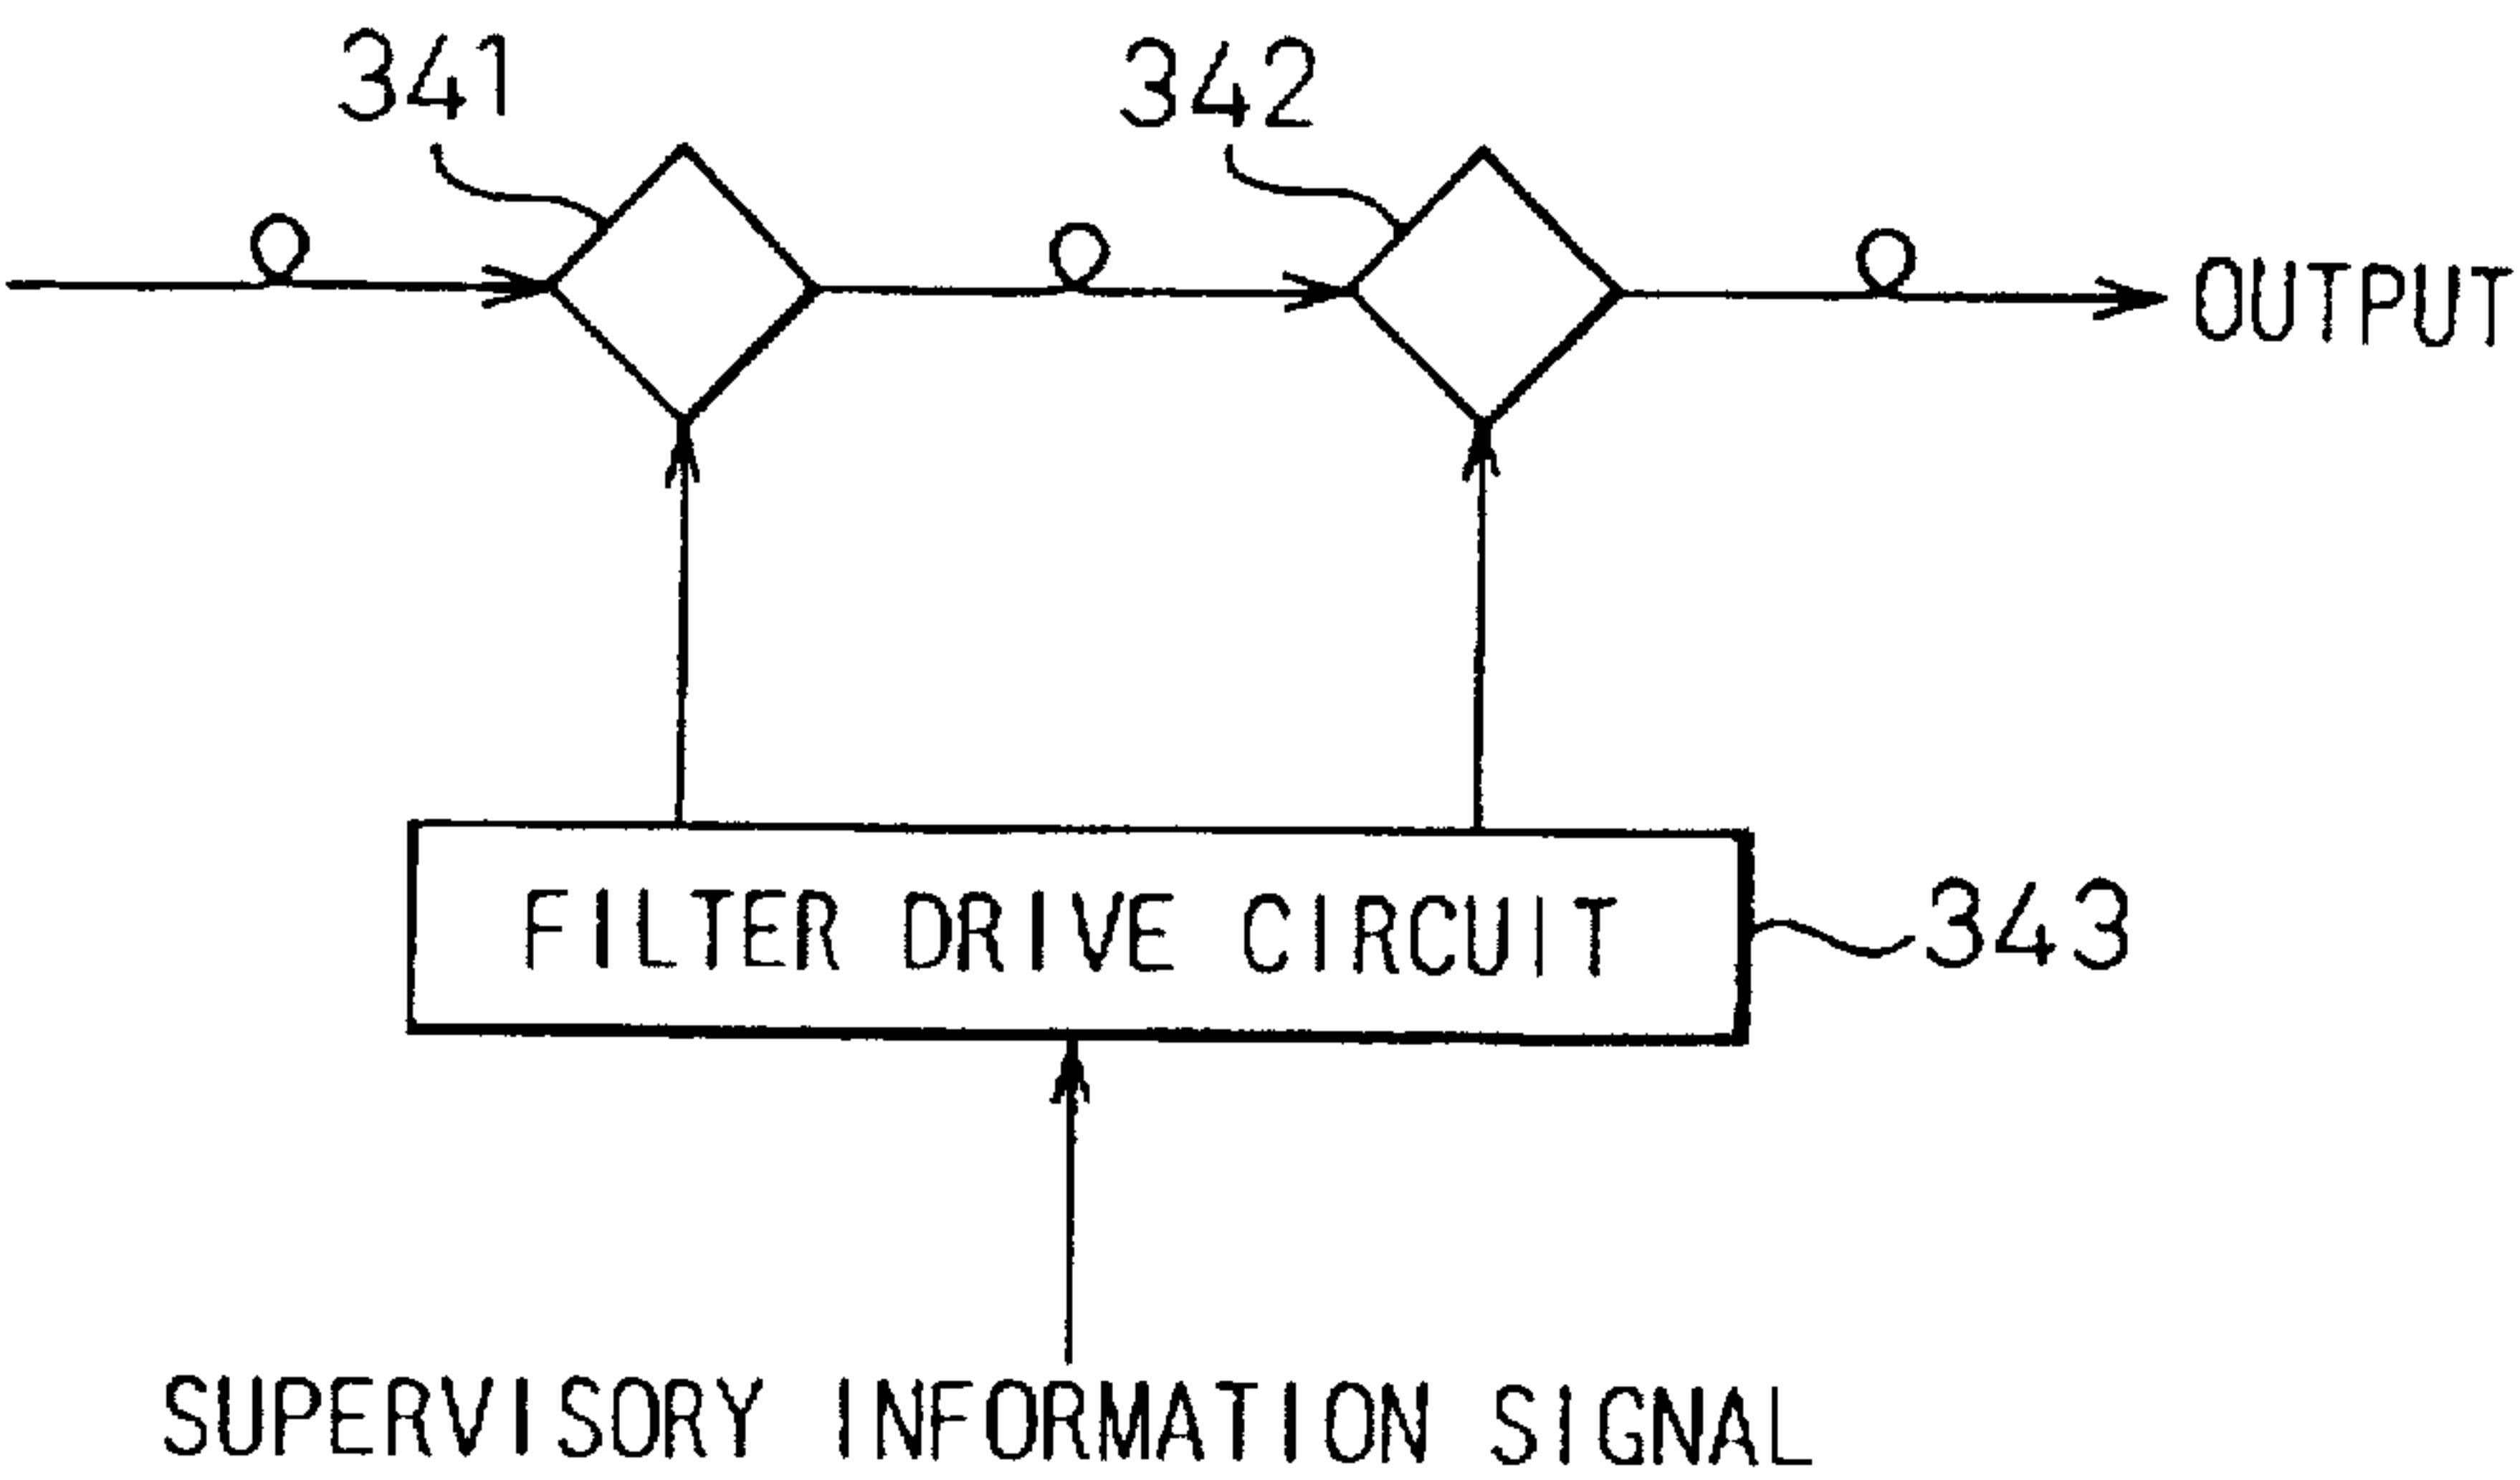 341
342
OUTPUT
FILTER DRIVE CIRCUIT
343
SUPERVISORY INFORMATION SIGNAL